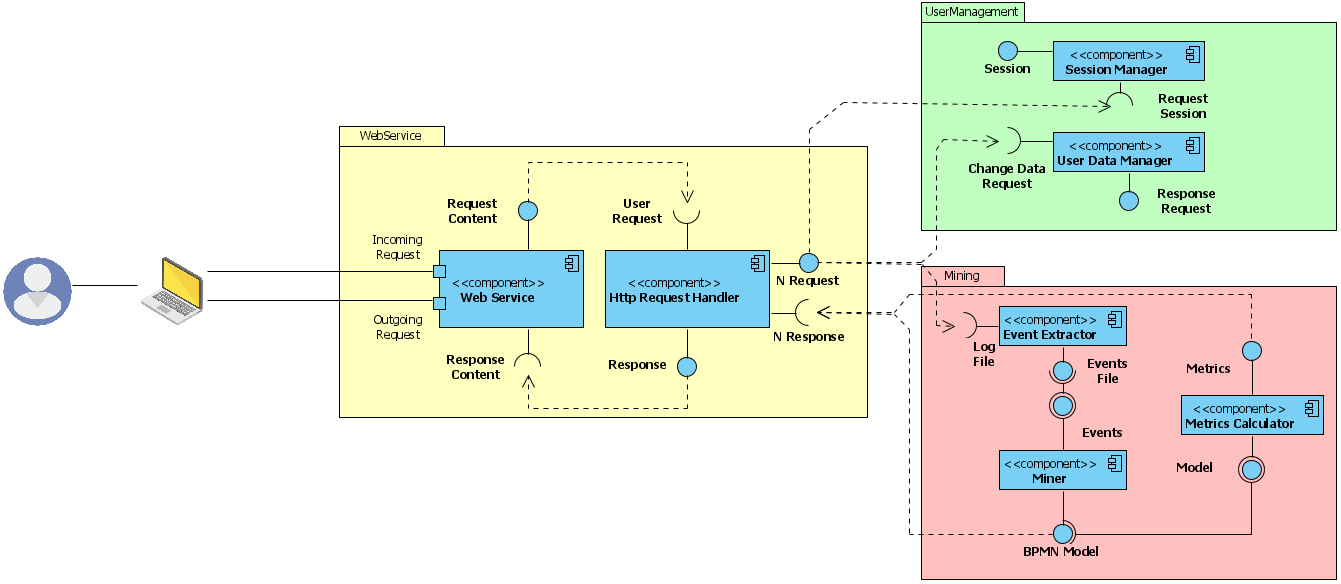 UserManagement
<<component>>
Session Manager
Session
Request
Session
<<component>>
User Data Manager
Change Data
Request
Response
Request
WebService
Request
Content
User
Request
Incoming
Request
<<component>>
Web Service
<<component>>
Http Request Handler
N Request
N Response
Outgoing
Request
Response
Content
Response
Mining
<<component>>
Event Extractor
Log
File
Events
File
Metrics
<<component>>
Metrics Calculator
Events
<<component>>
Miner
Model
BPMN Model